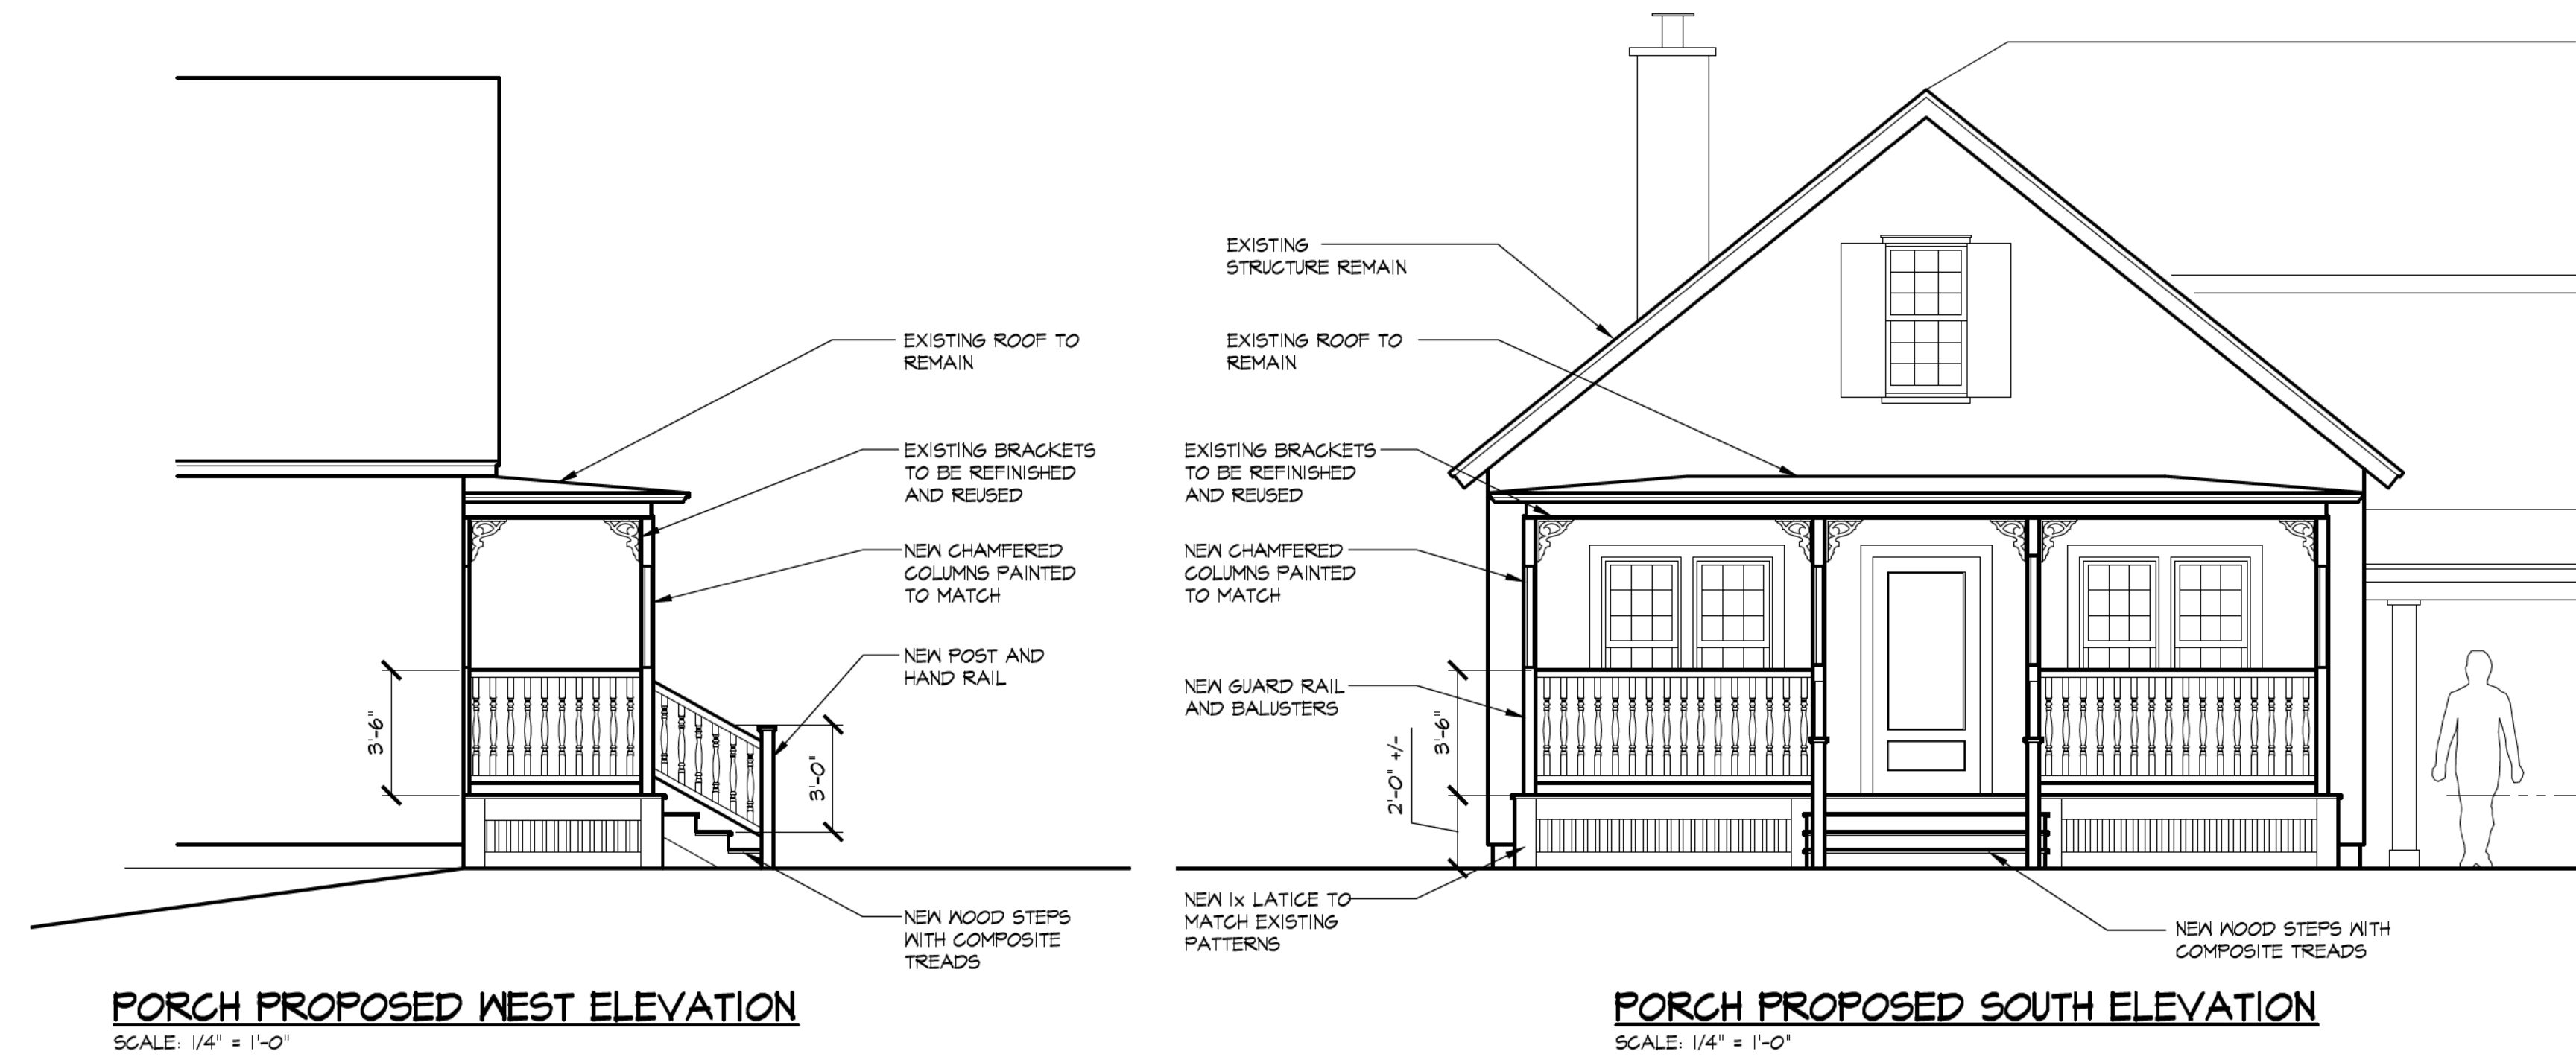 EXISTING ROOF TO
REMAIN
EXISTING BRACKETS
TO BE REFINISHED
AND REUSED
NEW CHAMFERED
COLUMNS PAINTED
TO MATCH
NEW POST AND
HAND RAIL
3'-6"
3'-0"
NEW WOOD STEPS
WITH COMPOSITE
TREADS
PORCH PROPOSED WEST ELEVATION
SCALE: 1/4" = 1'-0"
EXISTING
STRUCTURE REMAIN
EXISTING ROOF TO
REMAIN
EXISTING BRACKETS
TO BE REFINISHED
AND REUSED
NEW CHAMFERED
COLUMNS PAINTED
TO MATCH
NEW GUARD RAIL
AND BALUSTERS
3'-6"
2'-0" +/-
NEW 1x LATICE TO
MATCH EXISTING
PATTERNS
NEW WOOD STEPS WITH
COMPOSITE TREADS
PORCH PROPOSED SOUTH ELEVATION
SCALE: 1/4" = 1'-0"